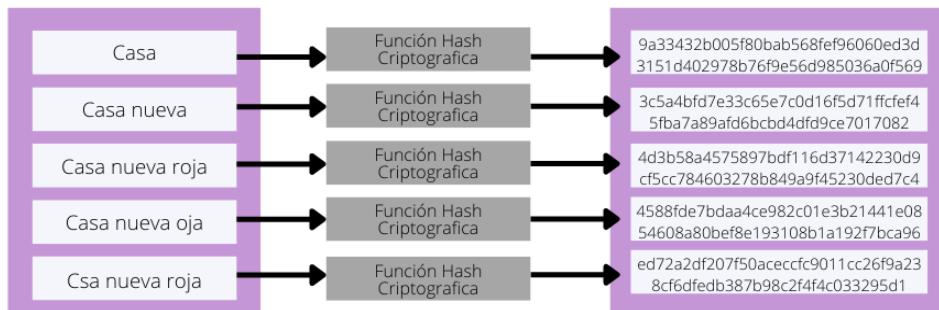 Casa
Función Hash
Criptografica
9a33432b005f80bab568fef96060ed3d
3151d402978b76f9e56d985036a0f569
Casa nueva
Función Hash
Criptografica
3c5a4bfd7e33c65e7c0d16f5d71ffcfef4
5fba7a89afd6bcbd4dfd9ce7017082
Casa nueva roja
Función Hash
Criptografica
4d3b58a4575897bdf116d37142230d9
cf5cc784603278b849a9f45230ded7c4
Casa nueva oja
Función Hash
Criptografica
4588fde7bdaa4ce982c01e3b21441e08
54608a80bef8e193108b1a192f7bca96
Csa nueva roja
Función Hash
Criptografica
ed72a2df207f50aceccfc9011cc26f9a23
8cf6dfedb387b98c2f4f4c033295d1